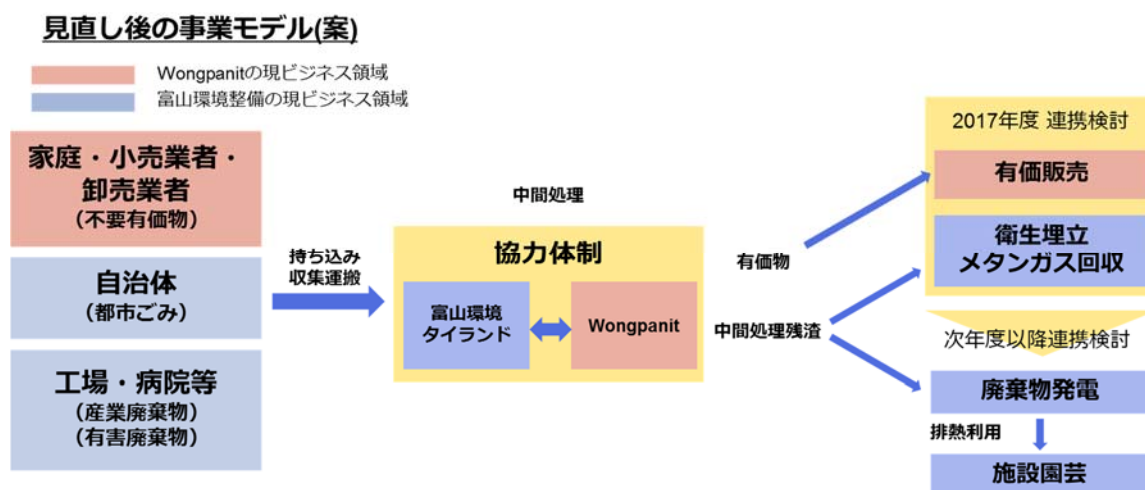 見直し後の事業モデル(案)
Wongpanitの現ビジネス領域
富山環境整備の現ビジネス領域
家庭・小売業者・
卸売業者
（不要有価物）
自治体
（都市ごみ）
工場・病院等
（産業廃棄物）
（有害廃棄物）
持ち込み
収集運搬
中間処理
協力体制
富山環境
タイランド
Wongpanit
有価物
中間処理残渣
2017年度 連携検討
有価販売
衛生埋立
メタンガス回収
次年度以降連携検討
廃棄物発電
排熱利用
施設園芸